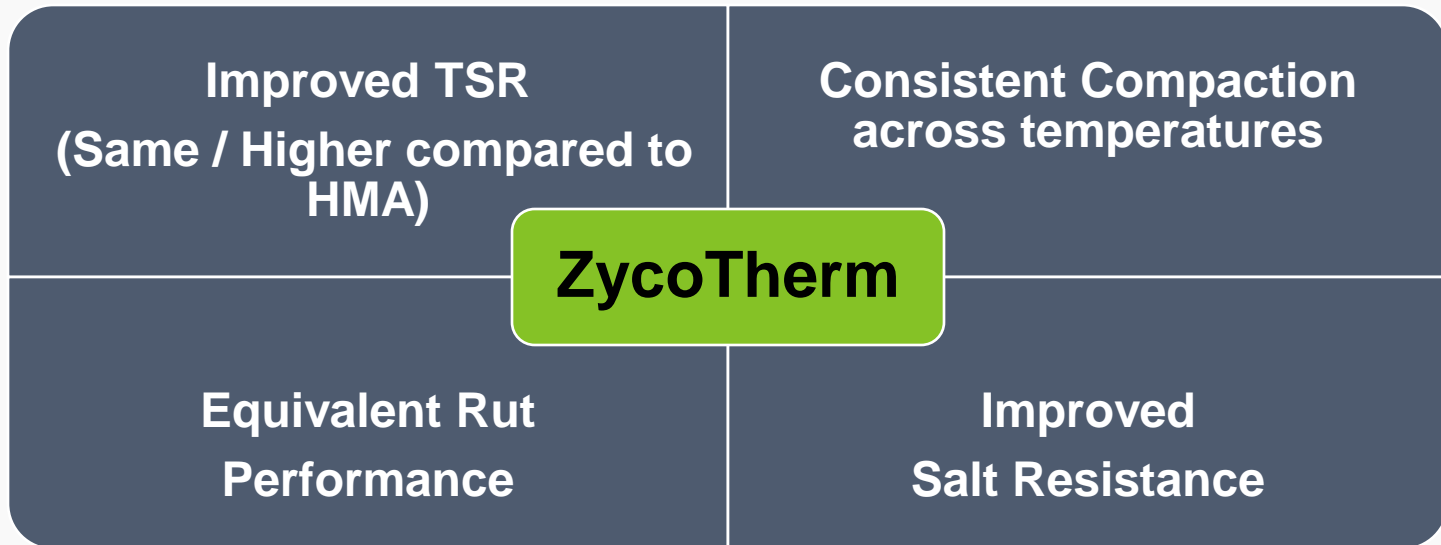 Improved TSR
(Same / Higher compared to
HMA)
Consistent Compaction
across temperatures
ZycoTherm
Equivalent Rut
Performance
Improved
Salt Resistance